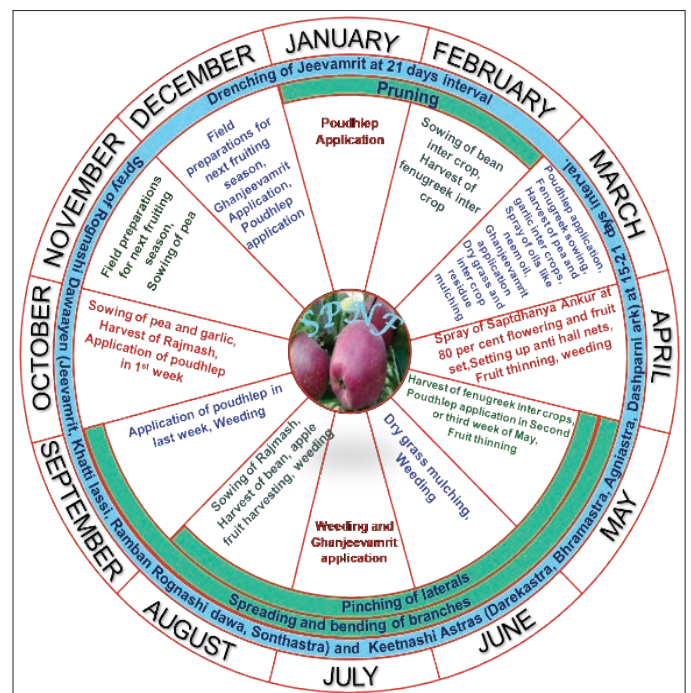 JANUARY
FEBRUARY
MARCH
APRIL
MAY
JUNE
JULY
AUGUST
SEPTEMBER
OCTOBER
NOVEMBER
DECEMBER
Drenching of Jeevamrit at 21 days interval
Spray of Rognashi Dawaayen (Jeevamrit, Khatti lassi, Ramban Rognashi dawa, Sonthastra) and Keetnashi Astras (Darekastra, Bhramastra, Agniastra, Dashparni ark) at 15-21 days interval.
Pruning
Poudhlep
Application
Sowing of bean
inter crop,
Harvest of
fenugreek inter
crop
Poudhlep application,
Fenugreek sowing,
Harvest of pea and
garlic inter crops,
Spray of oils like
neem oil,
Ghanjeevamrit
application
Dry grass and
inter crop
residue
mulching
Spray of Saptdhanya Ankur at
80 per cent flowering and fruit
set,Setting up anti hail nets,
Fruit thinning, weeding
Harvest of fenugreek inter crops,
Poudhlep application in Second
or third week of May,
Fruit thinning
Dry grass mulching,
Weeding
Weeding and
Ghanjeevamrit
application
Sowing of Rajmash,
Harvest of bean, apple
fruit harvesting, weeding
Application of poudhlep in
last week, Weeding
Sowing of pea and garlic,
Harvest of Rajmash,
Application of poudhlep
in 1st week
Field preparations
for next fruiting
season,
Sowing of pea
Field
preparations for
next fruiting
season,
Ghanjeevamrit
Application,
Poudhlep
application
SPNF
Pinching of laterals
Spreading and bending of branches